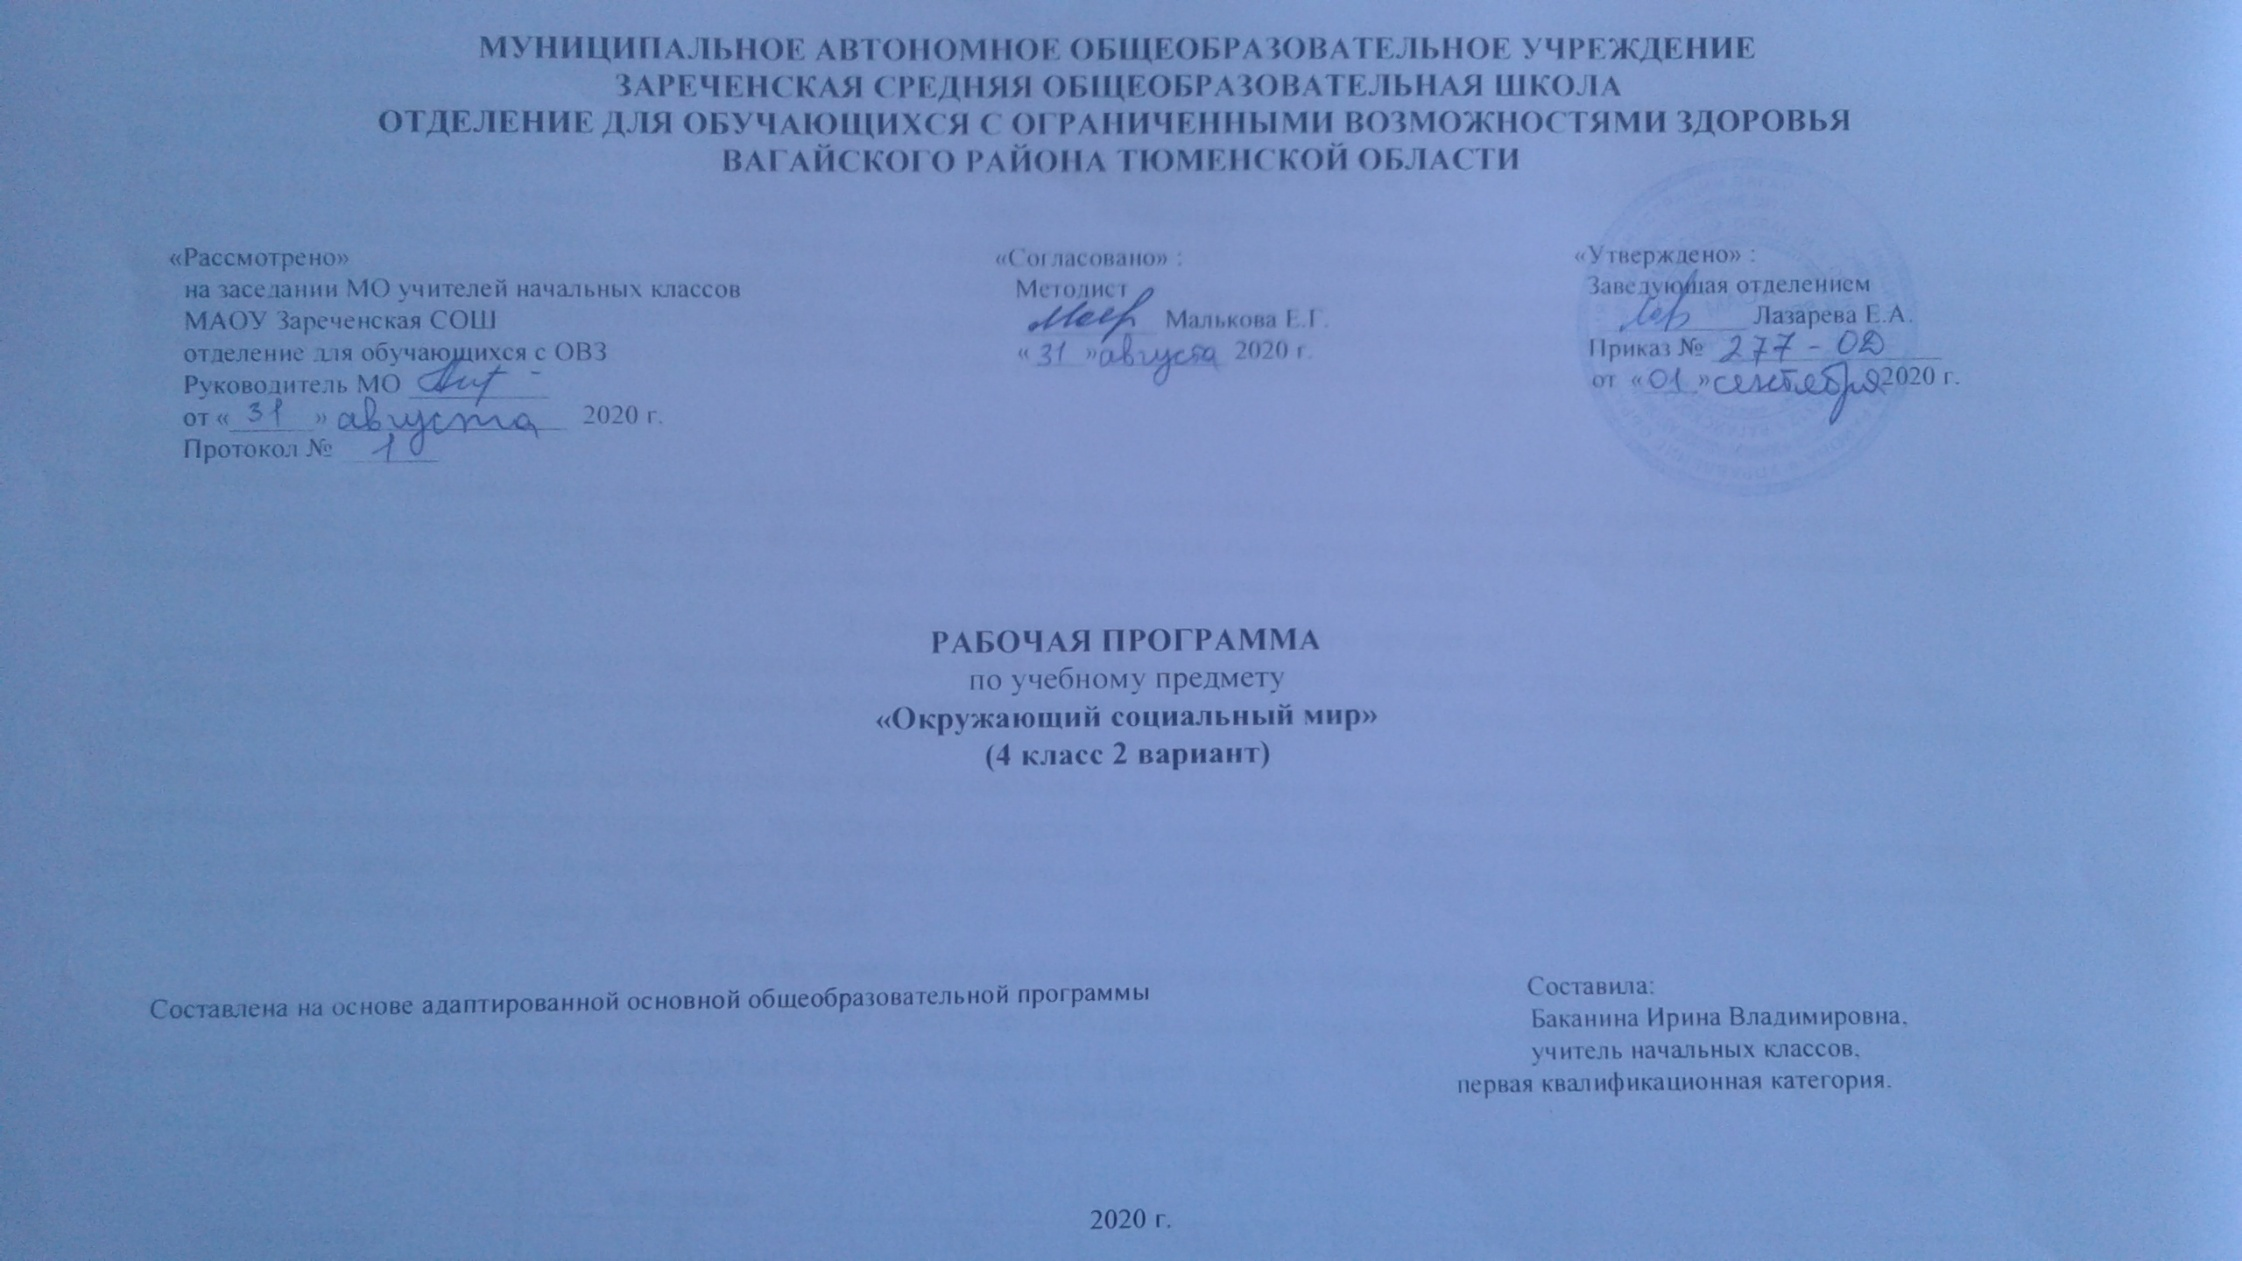 МУНИЦИПАЛЬНОЕ АВТОНОМНОЕ ОБЩЕОБРАЗОВАТЕЛЬНОЕ УЧРЕЖДЕНИЕ
ЗАРЕЧЕНСКАЯ СРЕДНЯЯ ОБЩЕОБРАЗОВАТЕЛЬНАЯ ШКОЛА
ОТДЕЛЕНИЕ ДЛЯ ОБУЧАЮЩИХСЯ С ОГРАНИЧЕННЫМИ ВОЗМОЖНОСТЯМИ ЗДОРОВЬЯ
ВАГАЙСКОГО РАЙОНА ТЮМЕНСКОЙ ОБЛАСТИ
«Рассмотрено»
на заседании МО учителей начальных классов
МАОУ Зареченская СОШ
отделение для обучающихся с ОВЗ
Руководитель МО
от « 31 » августа 2020 г.
Протокол № 1
«Согласовано» :
Методист
Малькова Е.Г.
« 31 » августа 2020 г.
«Утверждено» :
Заведующая отделением
Лазарева Е.А.
Приказ № 277 - ОД
от «01» сентября 2020 г.
РАБОЧАЯ ПРОГРАММА
по учебному предмету
«Окружающий социальный мир»
(4 класс 2 вариант)
Составлена на основе адаптированной основной общеобразовательной программы
Составила:
Баканина Ирина Владимировна,
учитель начальных классов,
первая квалификационная категория.
2020 г.